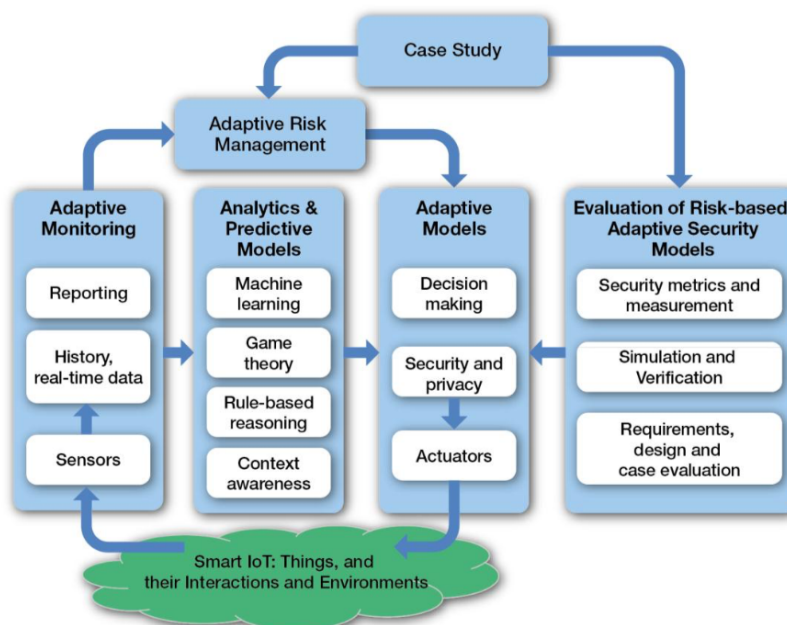 Case Study
Adaptive Risk
Management
Adaptive
Monitoring
Reporting
History,
real-time data
Sensors
Analytics &
Predictive
Models
Machine
learning
Game
theory
Rule-based
reasoning
Context
awareness
Adaptive
Models
Decision
making
Security and
privacy
Actuators
Evaluation of Risk-based
Adaptive Security
Models
Security metrics and
measurement
Simulation and
Verification
Requirements,
design and
case evaluation
Smart IoT: Things, and
their Interactions and Environments